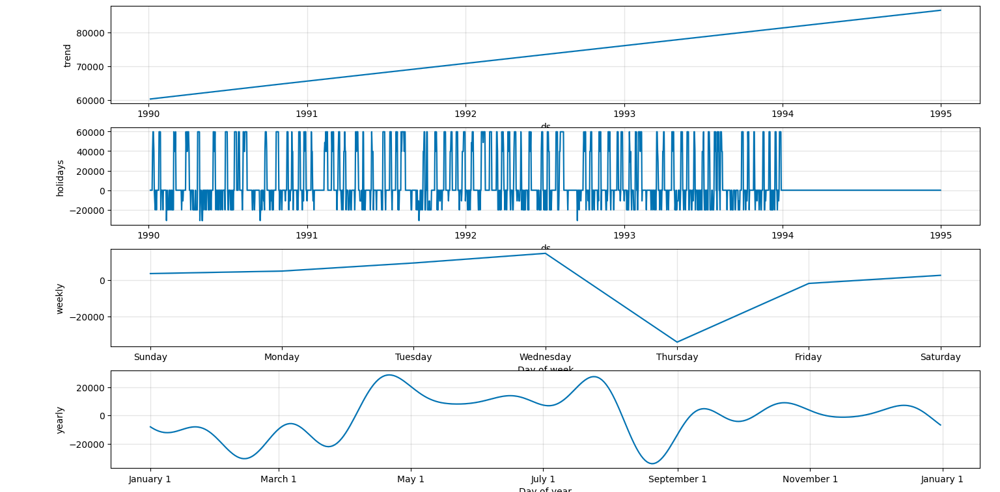 trend
80000
70000
60000
1990 1991 1992 1993 1994 1995
ds
holidays
60000
40000
20000
0
−20000
1990 1991 1992 1993 1994 1995
ds
weekly
0
−20000
Sunday Monday Tuesday Wednesday Thursday Friday Saturday
Day of week
yearly
20000
0
−20000
January 1 March 1 May 1 July 1 September 1 November 1 January 1
Day of year